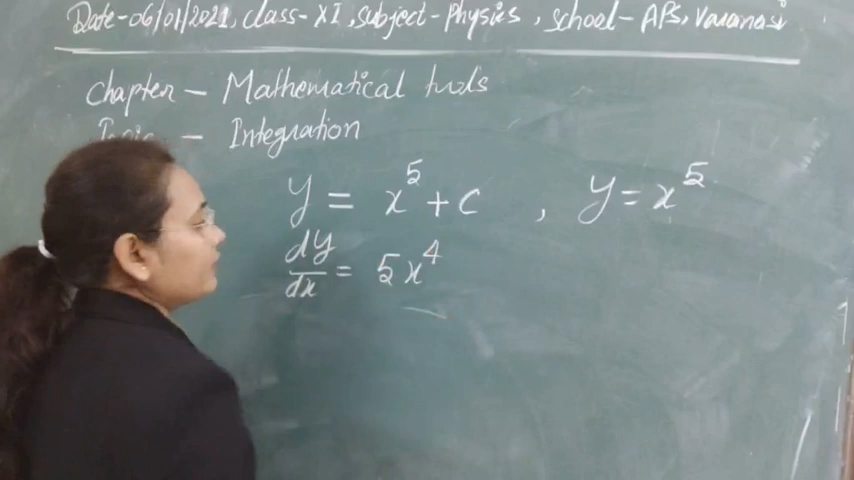 Date-06/01/2021, class-XI, subject-Physics, school-APS, Varanasi
Chapter - Mathematical tools
Topic - Integration
y = x⁵ + c , y = x⁵
dy/dx = 5x⁴